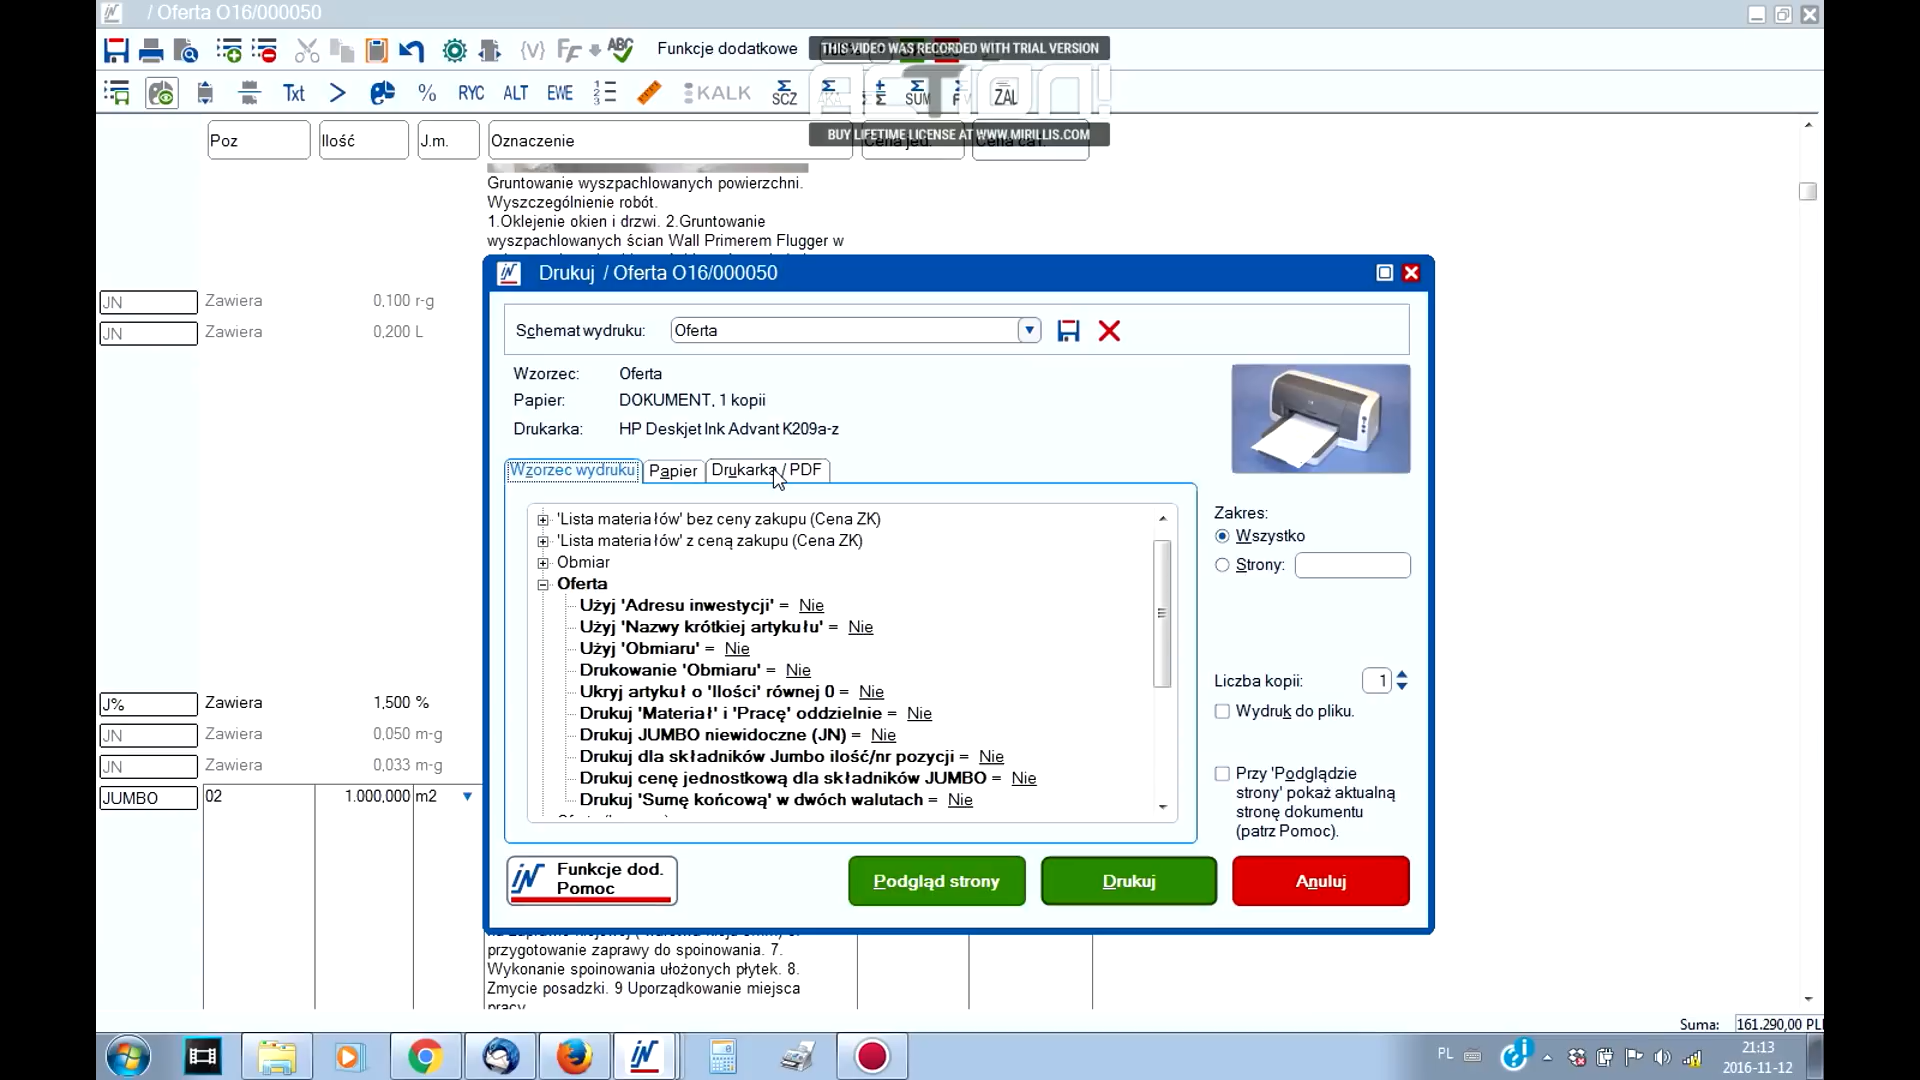 / Oferta O16/000050
Funkcje dodatkowe
THIS VIDEO WAS RECORDED WITH TRIAL VERSION
BUY LIFETIME LICENSE AT WWW.MIRILLIS.COM
Txt
%
RYC
ALT
EWE
KALK
SCZ
SUM
ZAL
Poz
Ilość
J.m.
Oznaczenie
Cena jed.
Gruntowanie wyszpachlowanych powierzchni.
Wyszczególnienie robót.
1.Oklejenie okien i drzwi. 2.Gruntowanie
wyszpachlowanych ścian Wall Primerem Flugger w
JN Zawiera 0,100 r-g
JN Zawiera 0,200 L
J% Zawiera 1,500 %
JN Zawiera 0,050 m-g
JN Zawiera 0,033 m-g
JUMBO 02 1.000,000 m2
Drukuj / Oferta O16/000050
Schemat wydruku: Oferta
Wzorzec: Oferta
Papier: DOKUMENT, 1 kopii
Drukarka: HP Deskjet Ink Advant K209a-z
Wzorzec wydruku
Papier
Drukarka / PDF
'Lista materiałów' bez ceny zakupu (Cena ZK)
'Lista materiałów' z ceną zakupu (Cena ZK)
Obmiar
Oferta
Użyj 'Adresu inwestycji' = Nie
Użyj 'Nazwy krótkiej artykułu' = Nie
Użyj 'Obmiaru' = Nie
Drukowanie 'Obmiaru' = Nie
Ukryj artykuł o 'Ilości' równej 0 = Nie
Drukuj 'Materiał' i 'Pracę' oddzielnie = Nie
Drukuj JUMBO niewidoczne (JN) = Nie
Drukuj dla składników Jumbo ilość/nr pozycji = Nie
Drukuj cenę jednostkową dla składników JUMBO = Nie
Drukuj 'Sumę końcową' w dwóch walutach = Nie
Zakres:
Wszystko
Strony:
Liczba kopii: 1
Wydruk do pliku.
Przy 'Podglądzie
strony' pokaż aktualną
stronę dokumentu
(patrz Pomoc).
Funkcje dod.
Pomoc
Podgląd strony
Drukuj
Anuluj
przygotowanie zaprawy do spoinowania. 7.
Wykonanie spoinowania ułożonych płytek. 8.
Zmycie posadzki. 9 Uporządkowanie miejsca
pracy
Suma: 161.290,00 PL
PL
21:13
2016-11-12